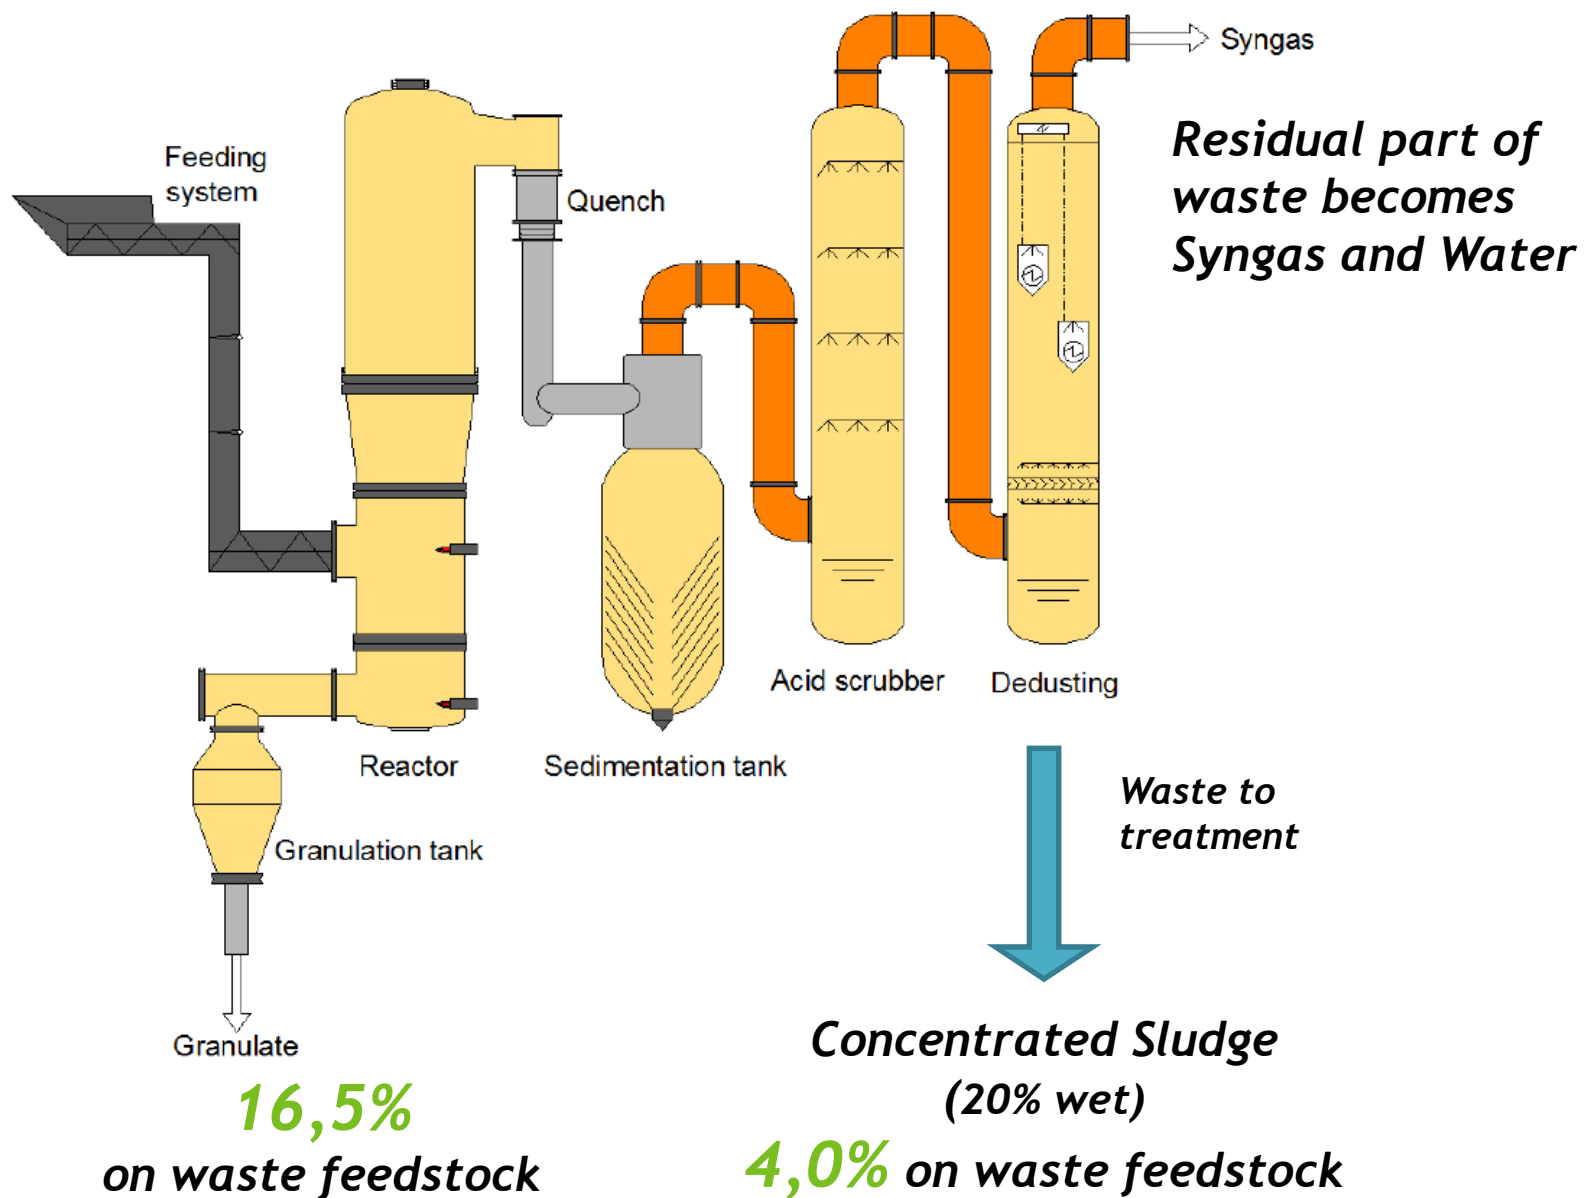 Syngas
Residual part of
waste becomes
Syngas and Water
Feeding
system
Quench
Acid scrubber
Dedusting
Reactor
Sedimentation tank
Waste to
treatment
Granulation tank
Granulate
16,5%
on waste feedstock
Concentrated Sludge
(20% wet)
4,0% on waste feedstock